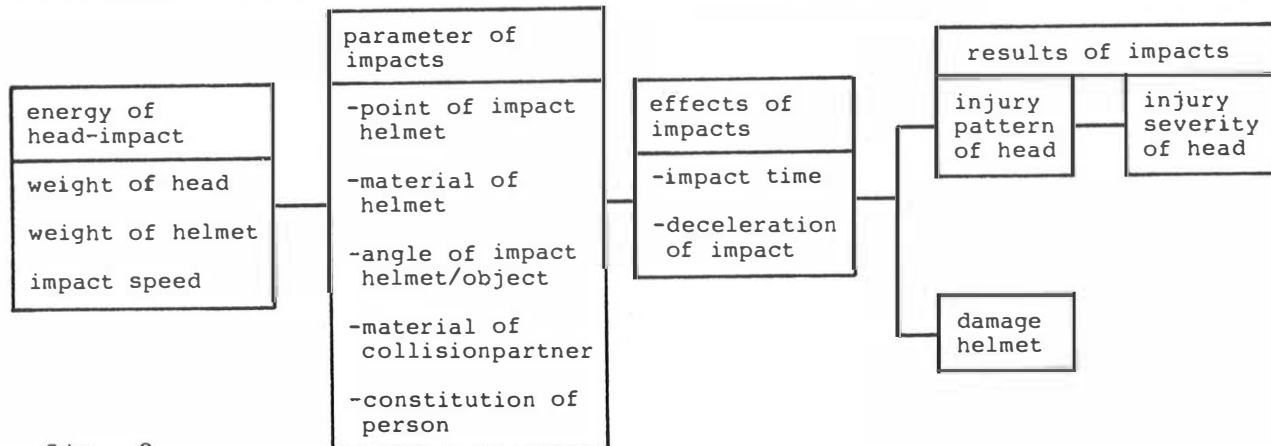 energy of
head-impact
weight of head
weight of helmet
impact speed
parameter of
impacts
-point of impact
helmet
-material of
helmet
-angle of impact
helmet/object
-material of
collisionpartner
-constitution of
person
effects of
impacts
-impact time
-deceleration
of impact
results of impacts
injury
pattern
of head
injury
severity
of head
damage
helmet